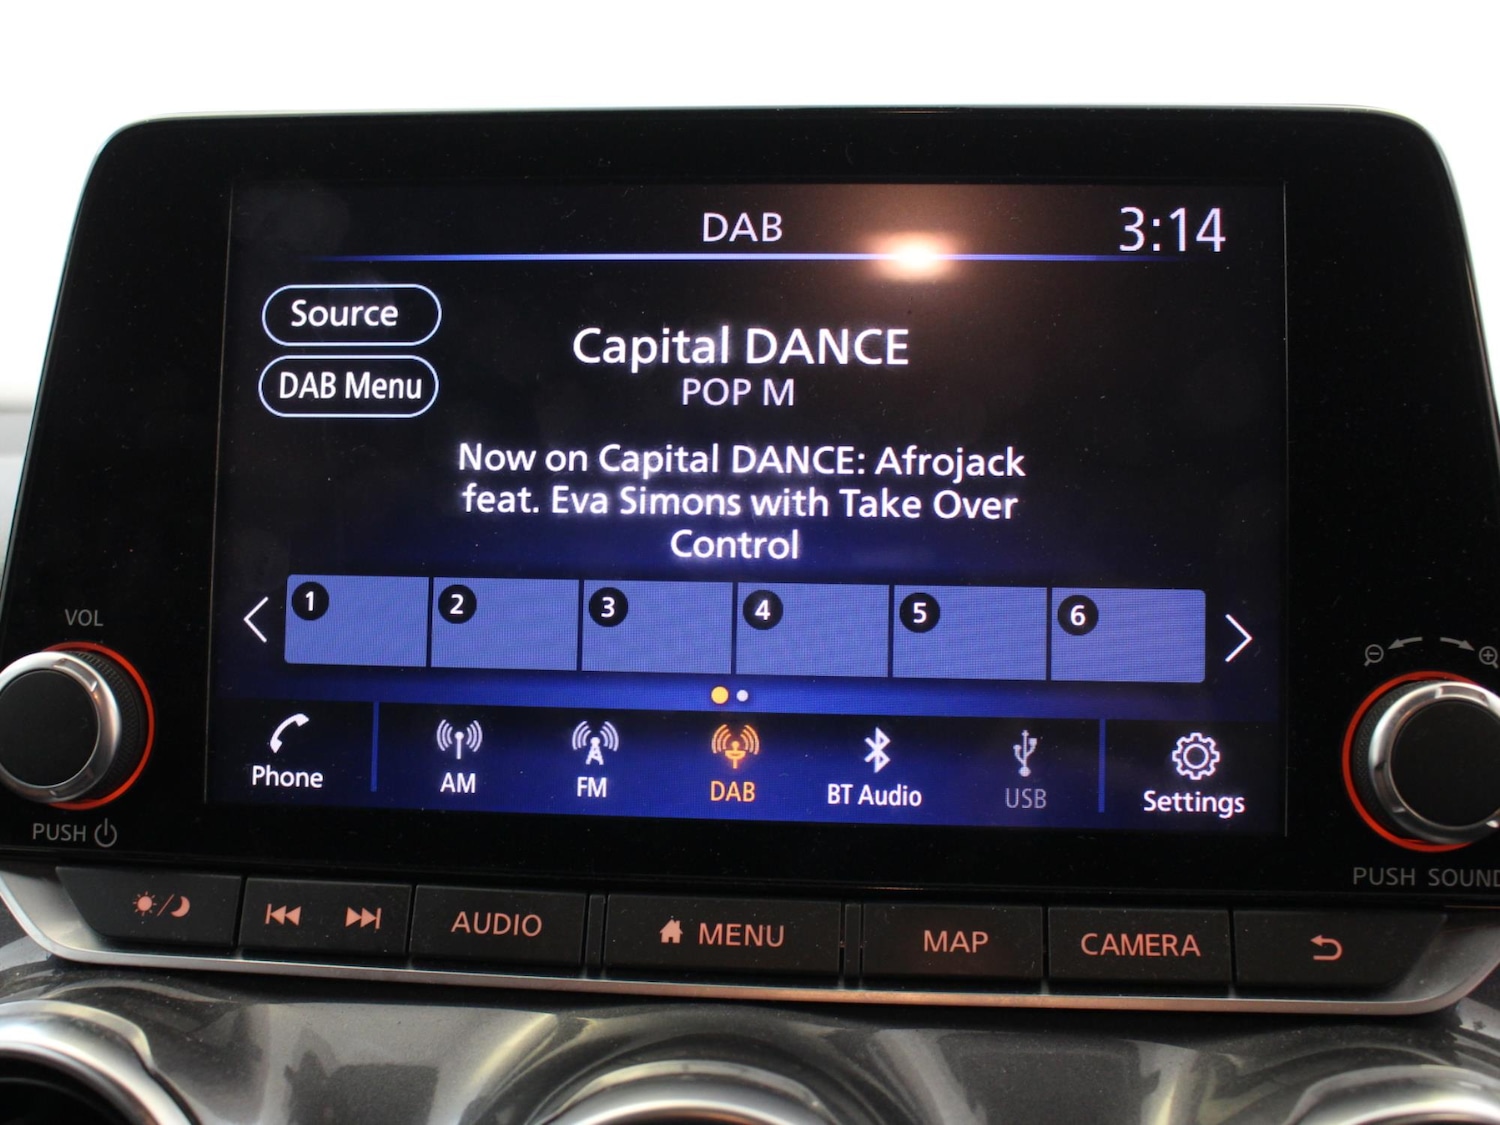 DAB
3:14
Source
DAB Menu
Capital DANCE
POP M
Now on Capital DANCE: Afrojack
feat. Eva Simons with Take Over
Control
1 2 3 4 5 6
VOL
PUSH
Phone
AM
FM
DAB
BT Audio
USB
Settings
PUSH SOUND
AUDIO
MENU
MAP
CAMERA